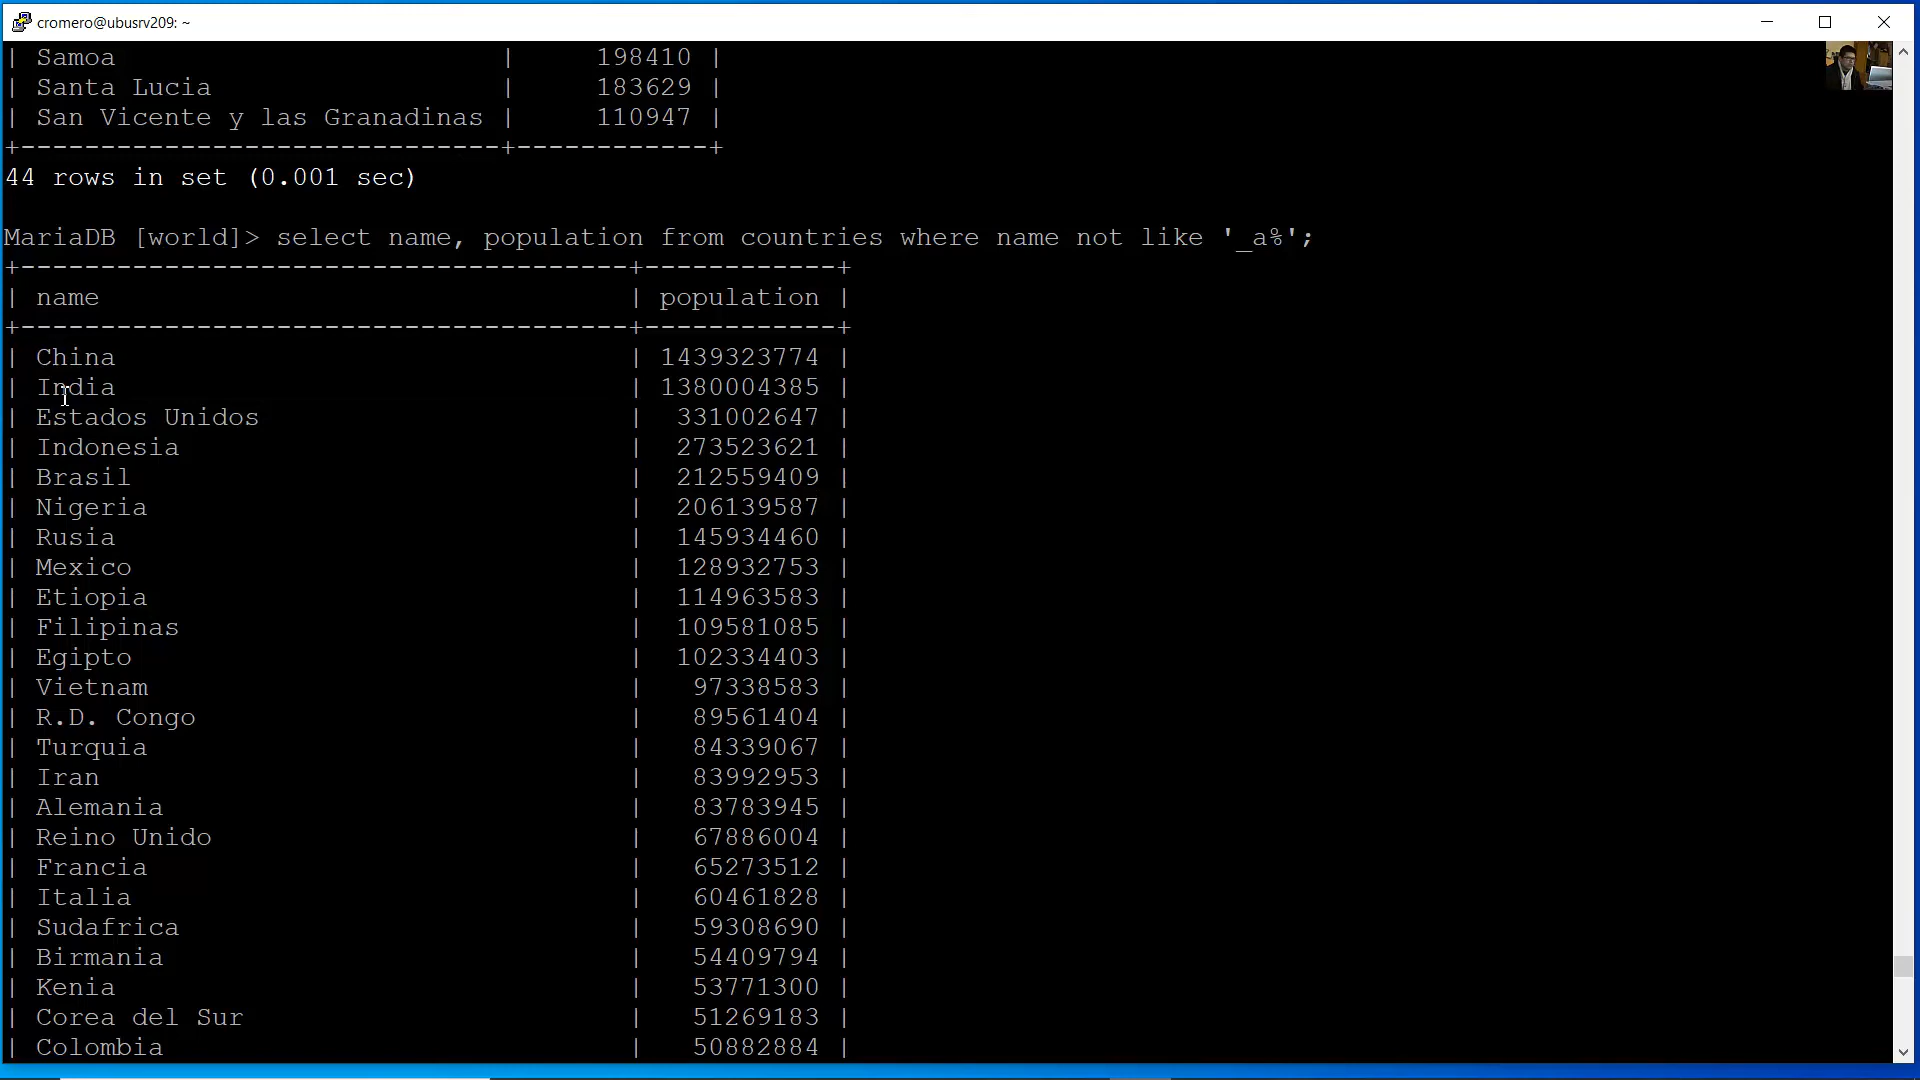 cromero@ubusrv209: ~
| Samoa                        |     198410 |
| Santa Lucia                  |     183629 |
| San Vicente y las Granadinas |     110947 |
+------------------------------+------------+
44 rows in set (0.001 sec)
MariaDB [world]> select name, population from countries where name not like '_a%';
+--------------------------------------+------------+
| name                                 | population |
+--------------------------------------+------------+
| China                                | 1439323774 |
| India                                | 1380004385 |
| Estados Unidos                       |  331002647 |
| Indonesia                            |  273523621 |
| Brasil                               |  212559409 |
| Nigeria                              |  206139587 |
| Rusia                                |  145934460 |
| Mexico                               |  128932753 |
| Etiopia                              |  114963583 |
| Filipinas                            |  109581085 |
| Egipto                               |  102334403 |
| Vietnam                              |   97338583 |
| R.D. Congo                           |   89561404 |
| Turquia                              |   84339067 |
| Iran                                 |   83992953 |
| Alemania                             |   83783945 |
| Reino Unido                          |   67886004 |
| Francia                              |   65273512 |
| Italia                               |   60461828 |
| Sudafrica                            |   59308690 |
| Birmania                             |   54409794 |
| Kenia                                |   53771300 |
| Corea del Sur                        |   51269183 |
| Colombia                             |   50882884 |